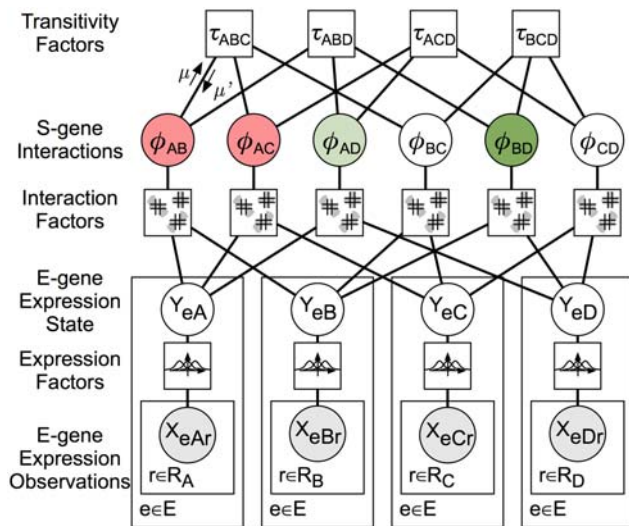 Transitivity
Factors
τABC
τABD
τACD
τBCD
μ
μ'
S-gene
Interactions
ϕAB
ϕAC
ϕAD
ϕBC
ϕBD
ϕCD
Interaction
Factors
E-gene
Expression
State
YeA
YeB
YeC
YeD
Expression
Factors
E-gene
Expression
Observations
XeAr
XeBr
XeCr
XeDr
r∈RA
r∈RB
r∈RC
r∈RD
e∈E
e∈E
e∈E
e∈E